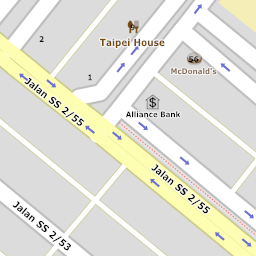 2
Taipei House
56
McDonald's
1
Jalan SS 2/55
$
Alliance Bank
Jalan SS 2/55
Jalan SS 2/53